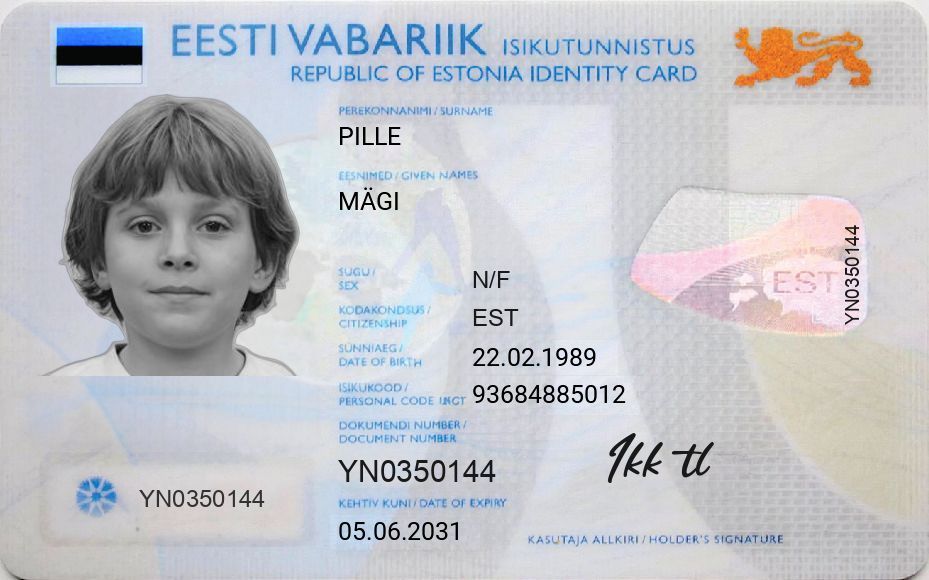 EESTI VABARIIK ISIKUTUNNISTUS
REPUBLIC OF ESTONIA IDENTITY CARD
PEREKONNANIMI / SURNAME
PILLE
EESNIMED / GIVEN NAMES
MÄGI
SUGU /
SEX
N/F
KODAKONDSUS /
CITIZENSHIP
EST
SÜNNIAEG /
DATE OF BIRTH
22.02.1989
ISIKUKOOD /
PERSONAL CODE
93684885012
DOKUMENDI NUMBER /
DOCUMENT NUMBER
YN0350144
KEHTIV KUNI / DATE OF EXPIRY
05.06.2031
EST
YN0350144
YN0350144
KASUTAJA ALLKIRI / HOLDER'S SIGNATURE